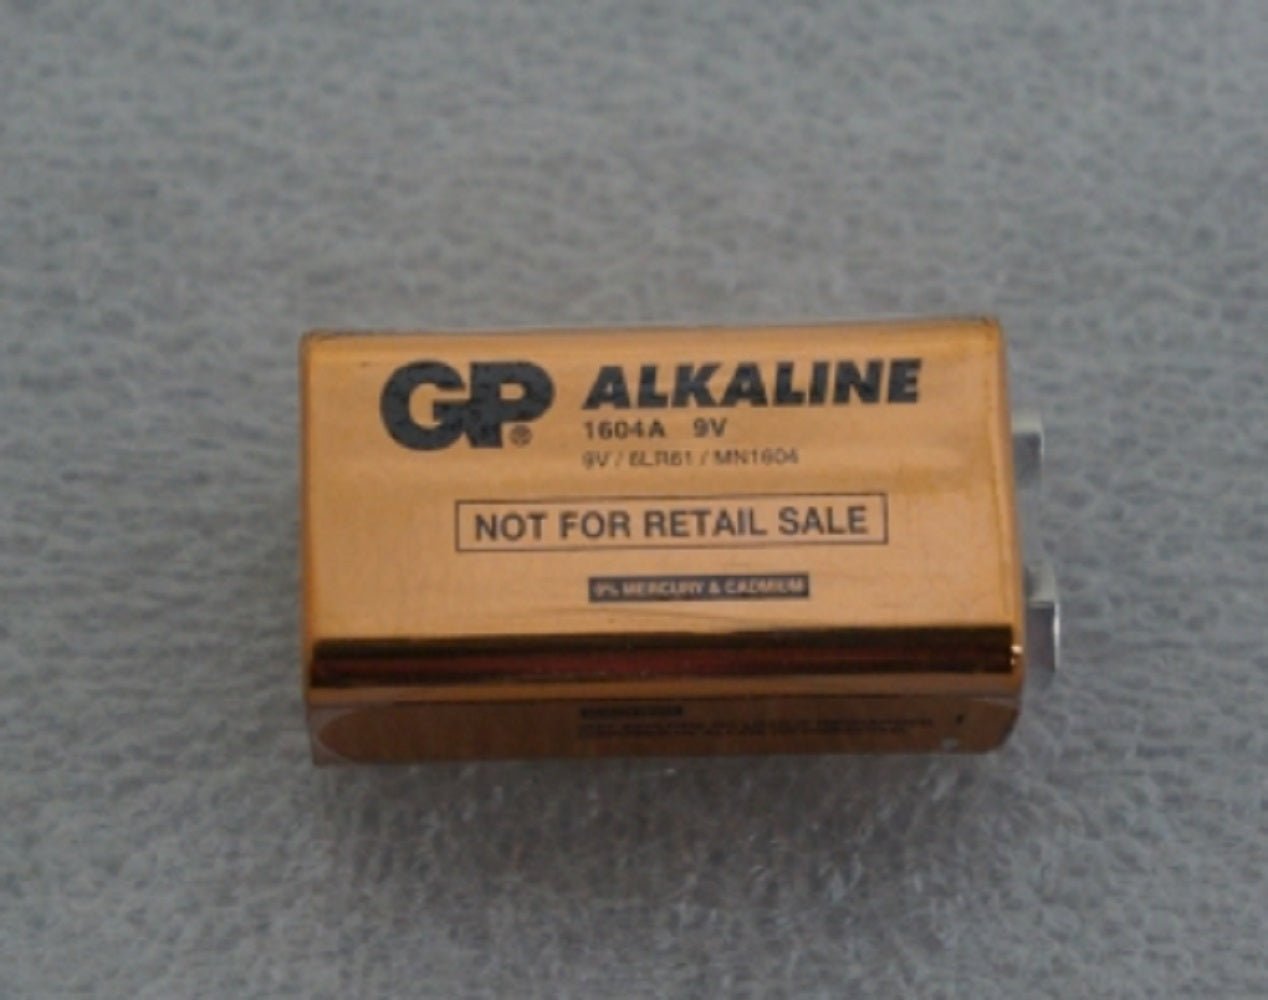 GP® ALKALINE
1604A 9V
9V / 6LR61 / MN1604
NOT FOR RETAIL SALE
0% MERCURY & CADMIUM